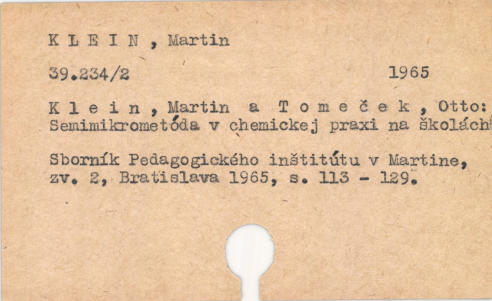 K L E I N , Martin
39.234/2 1965
K l e i n , Martin a T o m e č e k , Otto:
Semimikrometóda v chemickej praxi na školách
Sborník Pedagogického inštitútu v Martine,
zv. 2, Bratislava 1965, s. 113 - 129.